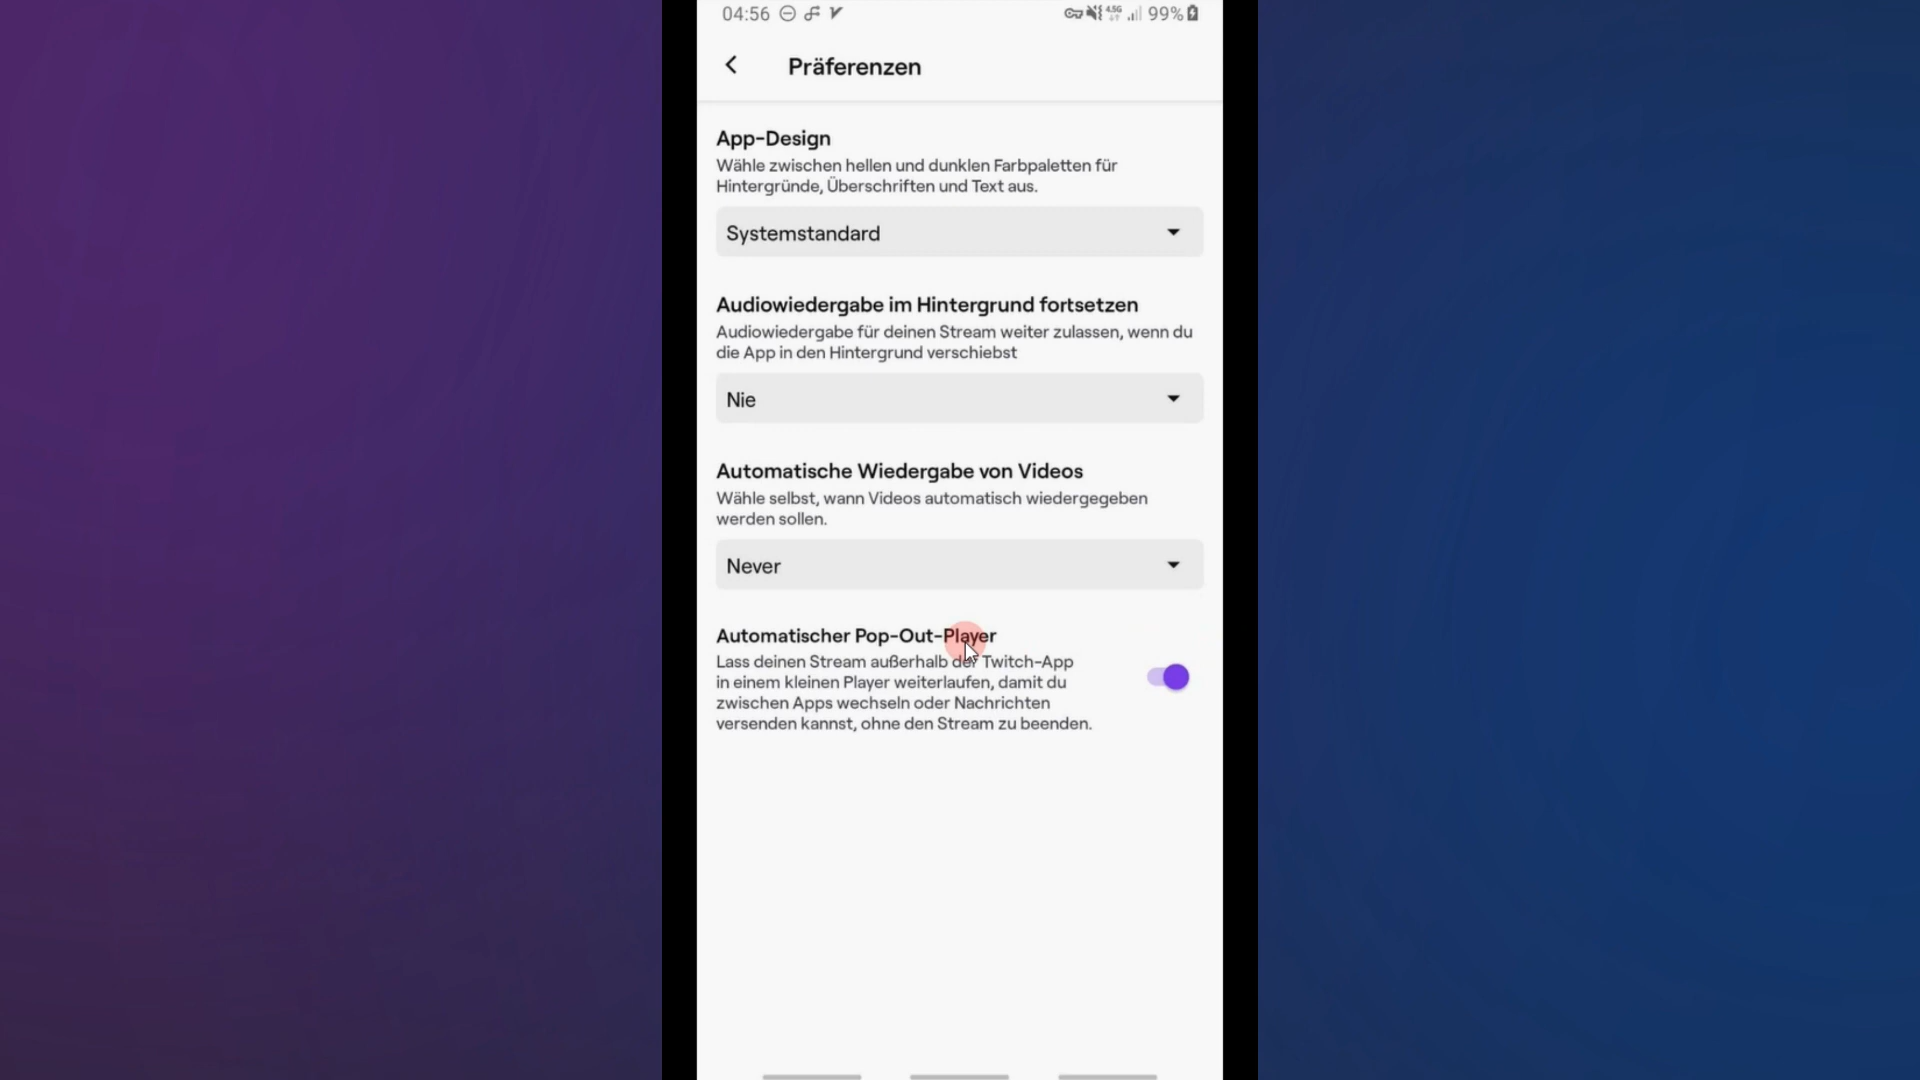 04:56 4.5G 99%
Präferenzen
App-Design
Wähle zwischen hellen und dunklen Farbpaletten für
Hintergründe, Überschriften und Text aus.
Systemstandard
Audiowiedergabe im Hintergrund fortsetzen
Audiowiedergabe für deinen Stream weiter zulassen, wenn du
die App in den Hintergrund verschiebst
Nie
Automatische Wiedergabe von Videos
Wähle selbst, wann Videos automatisch wiedergegeben
werden sollen.
Never
Automatischer Pop-Out-Player
Lass deinen Stream außerhalb der Twitch-App
in einem kleinen Player weiterlaufen, damit du
zwischen Apps wechseln oder Nachrichten
versenden kannst, ohne den Stream zu beenden.